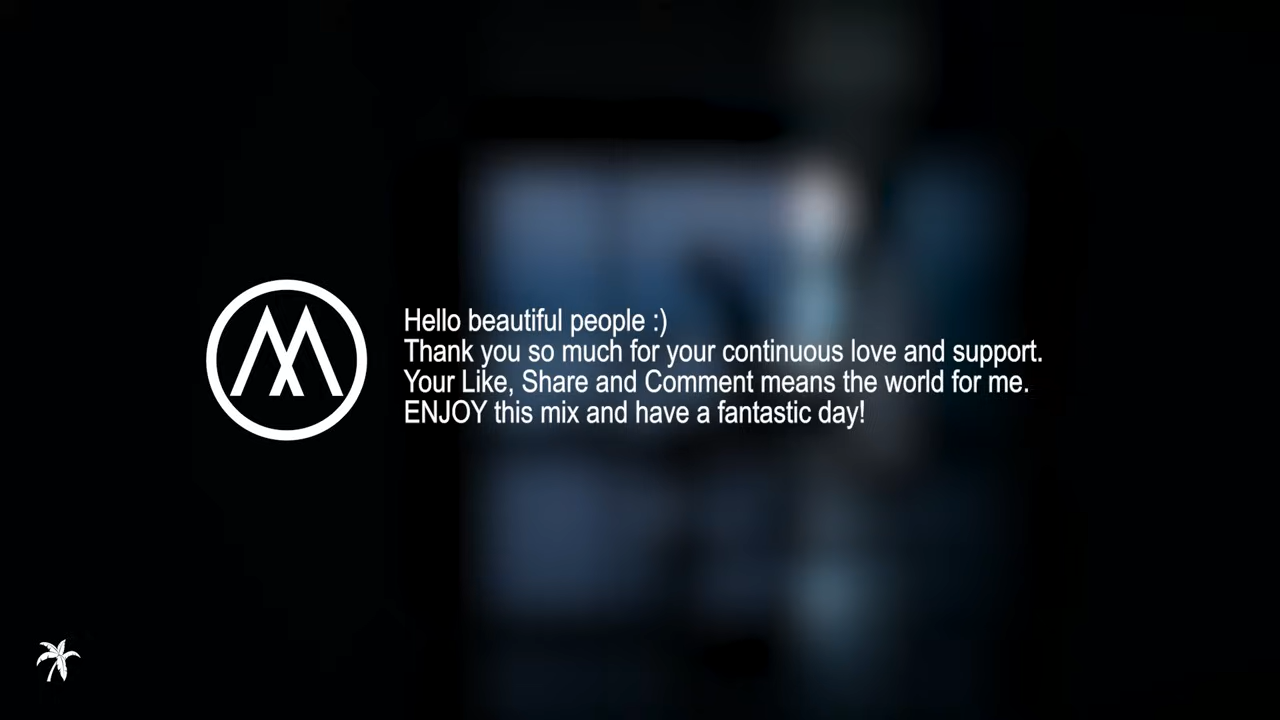 Hello beautiful people :)
Thank you so much for your continuous love and support.
Your Like, Share and Comment means the world for me.
ENJOY this mix and have a fantastic day!